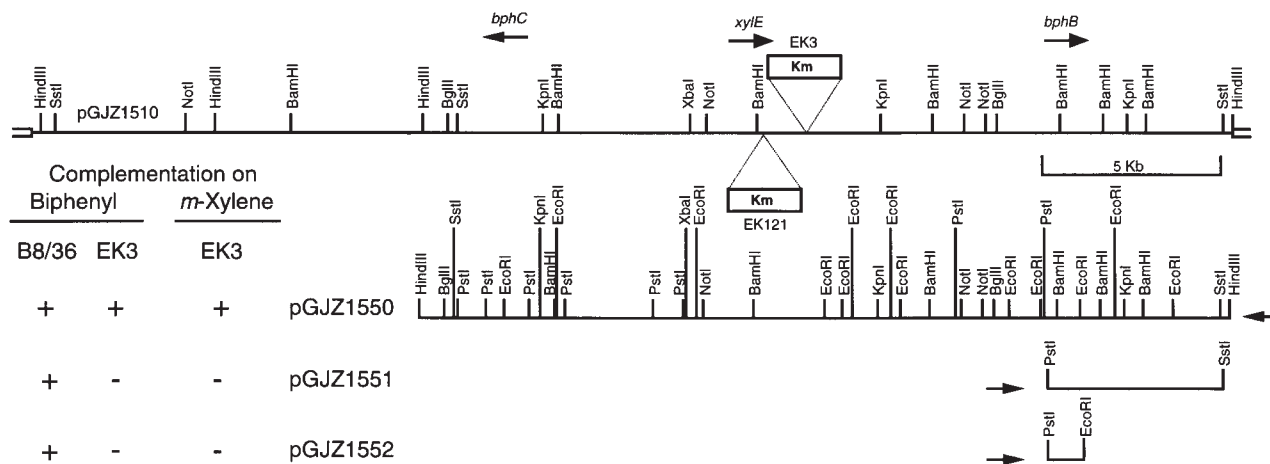 bphC
xylE
bphB
EK3
Km
HindIII
SstI
pGJZ1510
NotI
HindIII
BamHI
HindIII
BglII
SstI
KpnI
BamHI
XbaI
NotI
BamHI
KpnI
BamHI
NotI
NotI
BglII
BamHI
BamHI
KpnI
BamHI
SstI
HindIII
5 Kb
Km
EK121
Complementation on
Biphenyl m-Xylene
B8/36 EK3 EK3
SstI
KpnI
EcoRI
XbaI
EcoRI
EcoRI
EcoRI
PstI
PstI
EcoRI
HindIII
BglII
PstI
PstI
EcoRI
PstI
BamHI
PstI
PstI
PstI
NotI
BamHI
EcoRI
EcoRI
KpnI
EcoRI
BamHI
NotI
NotI
BglII
EcoRI
EcoRI
BamHI
EcoRI
BamHI
KpnI
BamHI
EcoRI
SstI
HindIII
+ + + pGJZ1550
PstI
SstI
+ - - pGJZ1551
PstI
EcoRI
+ - - pGJZ1552